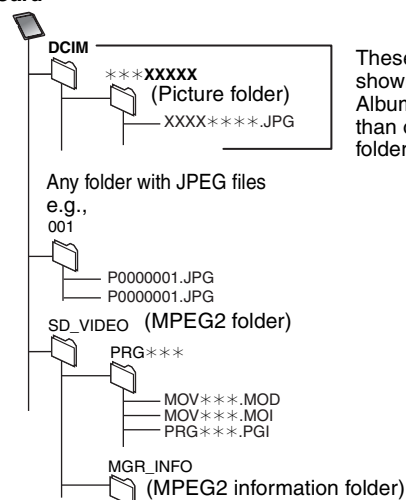 DCIM
∗∗∗XXXXX
(Picture folder)
XXXX∗∗∗∗.JPG
These
show
Album
than
folder
Any folder with JPEG files
e.g.,
001
P0000001.JPG
P0000001.JPG
SD_VIDEO (MPEG2 folder)
PRG∗∗∗
MOV∗∗∗.MOD
MOV∗∗∗.MOI
PRG∗∗∗.PGI
MGR_INFO
(MPEG2 information folder)